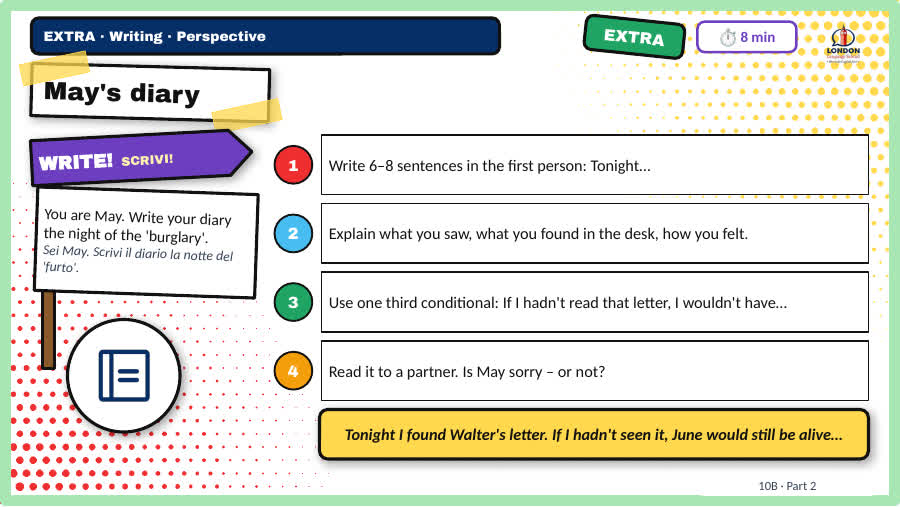 EXTRA · Writing · Perspective
EXTRA
8 min
LONDON
May's diary
WRITE! SCRIVI!
You are May. Write your diary
the night of the 'burglary'.
Sei May. Scrivi il diario la notte del
'furto'.
1
Write 6–8 sentences in the first person: Tonight...
2
Explain what you saw, what you found in the desk, how you felt.
3
Use one third conditional: If I hadn't read that letter, I wouldn't have...
4
Read it to a partner. Is May sorry – or not?
Tonight I found Walter's letter. If I hadn't seen it, June would still be alive...
10B · Part 2